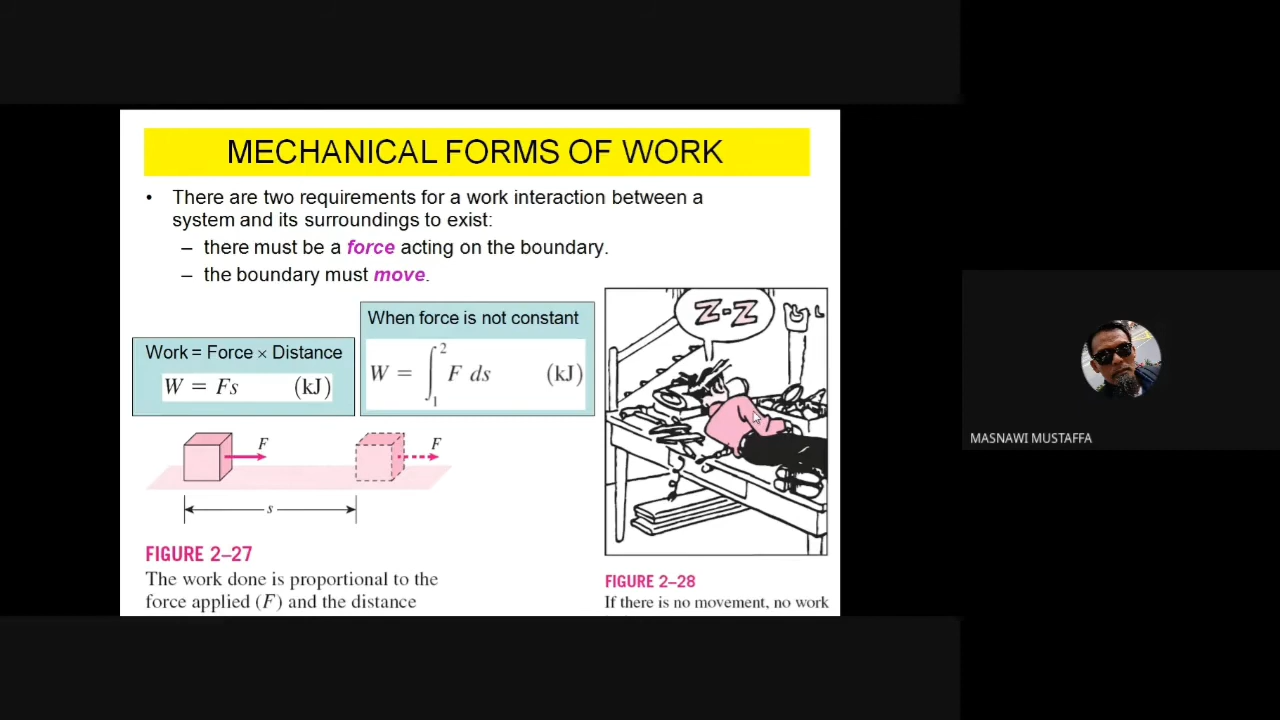 MECHANICAL FORMS OF WORK
• There are two requirements for a work interaction between a
system and its surroundings to exist:
– there must be a force acting on the boundary.
– the boundary must move.
When force is not constant
W = ∫₁² F ds (kJ)
Work = Force × Distance
W = Fs (kJ)
F
F
s
FIGURE 2–27
The work done is proportional to the
force applied (F) and the distance
Z-Z
FIGURE 2–28
If there is no movement, no work
MASNAWI MUSTAFFA